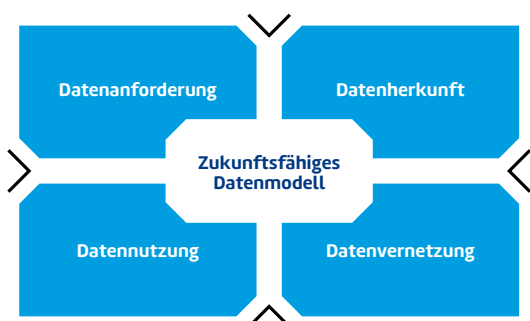 Datenanforderung
Datenherkunft
Zukunftsfähiges
Datenmodell
Datennutzung
Datenvernetzung